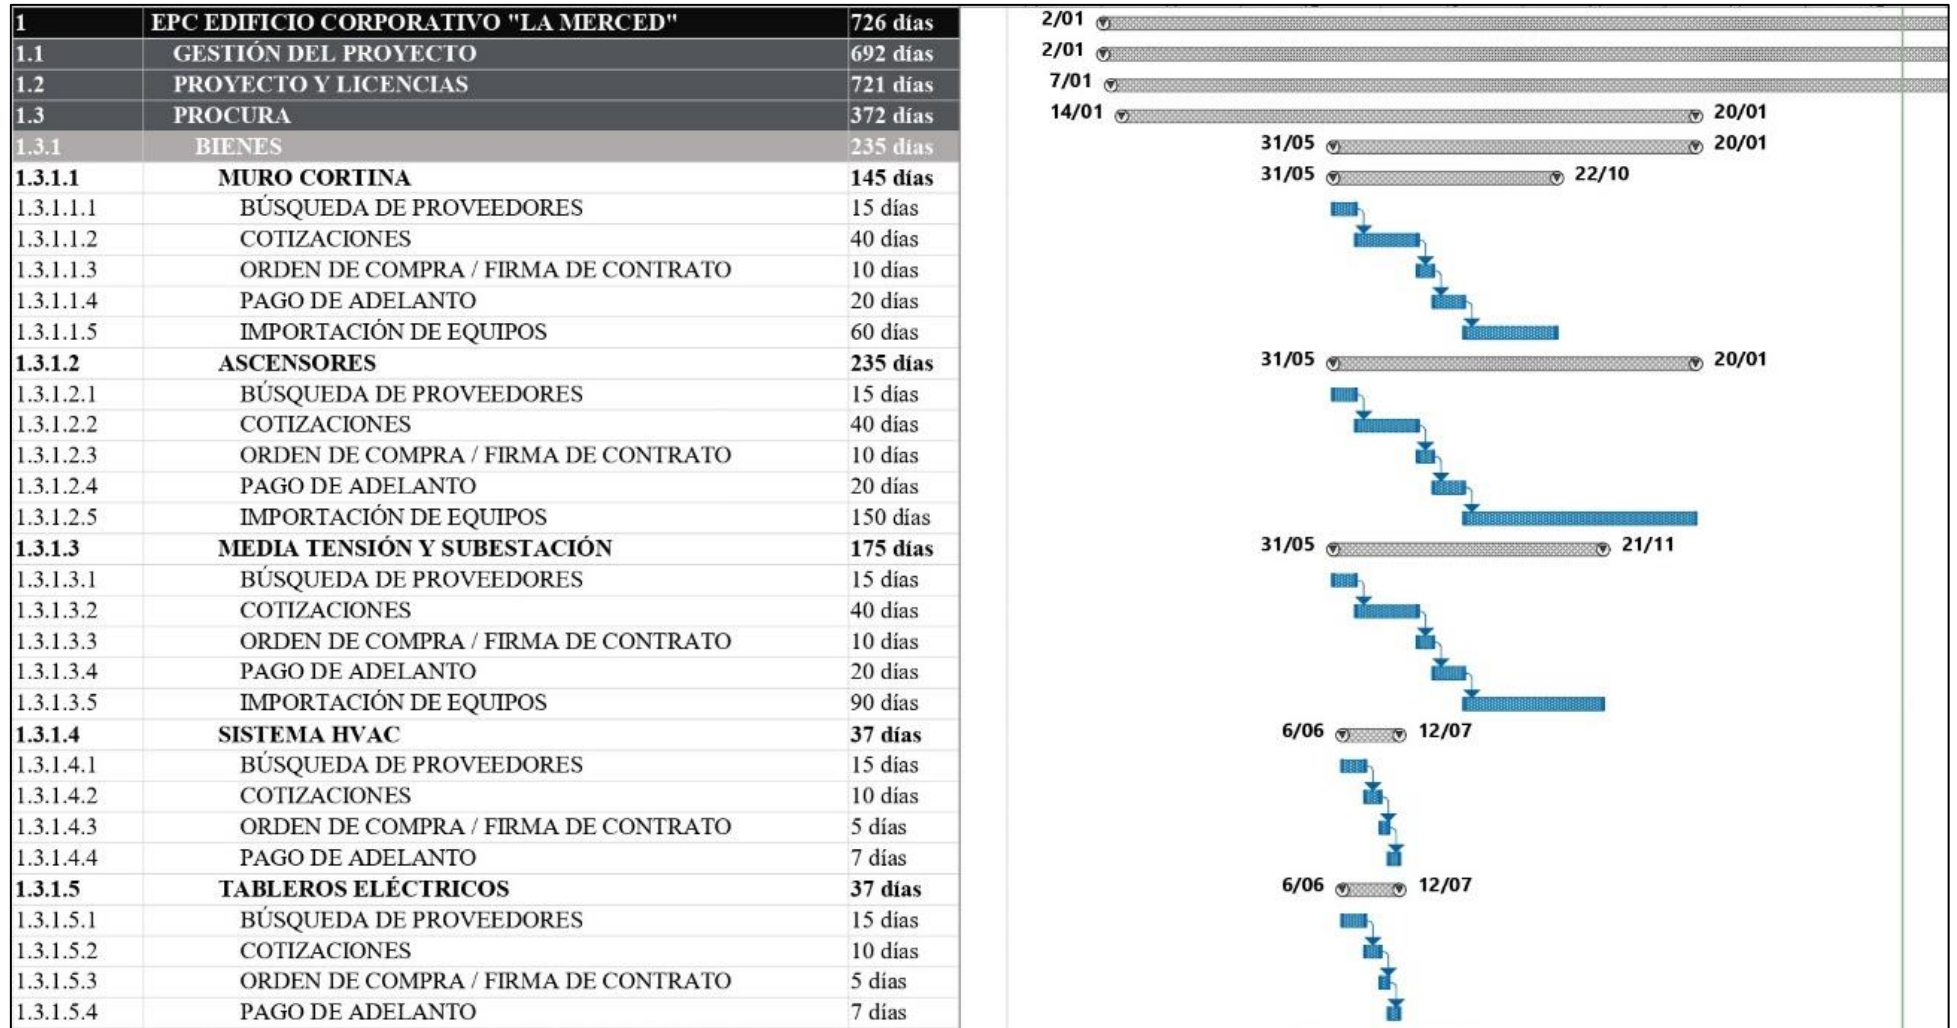 1 EPC EDIFICIO CORPORATIVO "LA MERCED" 726 días 2/01
1.1 GESTIÓN DEL PROYECTO 692 días 2/01
1.2 PROYECTO Y LICENCIAS 721 días 7/01
1.3 PROCURA 372 días 14/01 20/01
1.3.1 BIENES 235 días 31/05 20/01
1.3.1.1 MURO CORTINA 145 días 31/05 22/10
1.3.1.1.1 BÚSQUEDA DE PROVEEDORES 15 días
1.3.1.1.2 COTIZACIONES 40 días
1.3.1.1.3 ORDEN DE COMPRA / FIRMA DE CONTRATO 10 días
1.3.1.1.4 PAGO DE ADELANTO 20 días
1.3.1.1.5 IMPORTACIÓN DE EQUIPOS 60 días
1.3.1.2 ASCENSORES 235 días 31/05 20/01
1.3.1.2.1 BÚSQUEDA DE PROVEEDORES 15 días
1.3.1.2.2 COTIZACIONES 40 días
1.3.1.2.3 ORDEN DE COMPRA / FIRMA DE CONTRATO 10 días
1.3.1.2.4 PAGO DE ADELANTO 20 días
1.3.1.2.5 IMPORTACIÓN DE EQUIPOS 150 días
1.3.1.3 MEDIA TENSIÓN Y SUBESTACIÓN 175 días 31/05 21/11
1.3.1.3.1 BÚSQUEDA DE PROVEEDORES 15 días
1.3.1.3.2 COTIZACIONES 40 días
1.3.1.3.3 ORDEN DE COMPRA / FIRMA DE CONTRATO 10 días
1.3.1.3.4 PAGO DE ADELANTO 20 días
1.3.1.3.5 IMPORTACIÓN DE EQUIPOS 90 días
1.3.1.4 SISTEMA HVAC 37 días 6/06 12/07
1.3.1.4.1 BÚSQUEDA DE PROVEEDORES 15 días
1.3.1.4.2 COTIZACIONES 10 días
1.3.1.4.3 ORDEN DE COMPRA / FIRMA DE CONTRATO 5 días
1.3.1.4.4 PAGO DE ADELANTO 7 días
1.3.1.5 TABLEROS ELÉCTRICOS 37 días 6/06 12/07
1.3.1.5.1 BÚSQUEDA DE PROVEEDORES 15 días
1.3.1.5.2 COTIZACIONES 10 días
1.3.1.5.3 ORDEN DE COMPRA / FIRMA DE CONTRATO 5 días
1.3.1.5.4 PAGO DE ADELANTO 7 días